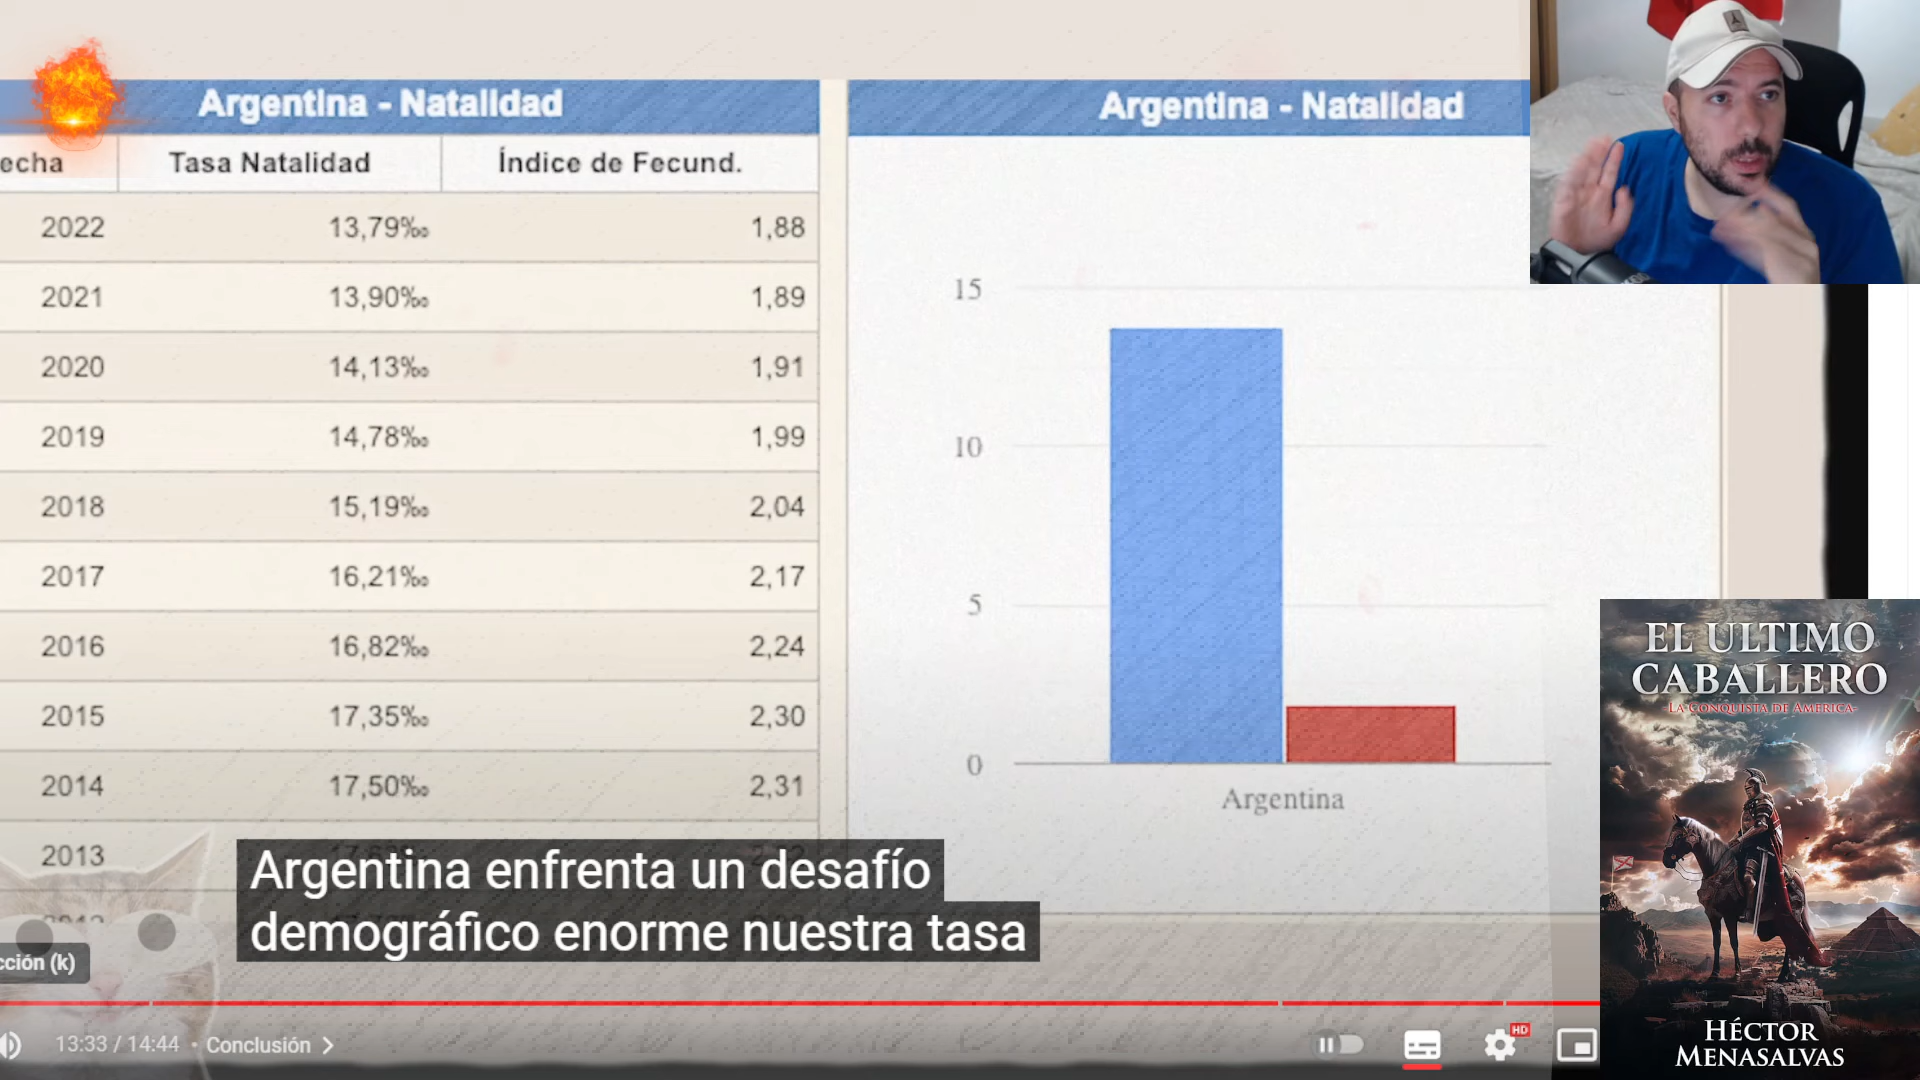 Argentina - Natalidad
echa Tasa Natalidad Índice de Fecund.
2022 13,79‰ 1,88
2021 13,90‰ 1,89
2020 14,13‰ 1,91
2019 14,78‰ 1,99
2018 15,19‰ 2,04
2017 16,21‰ 2,17
2016 16,82‰ 2,24
2015 17,35‰ 2,30
2014 17,50‰ 2,31
2013
Argentina - Natalidad
15
10
5
0
Argentina
Argentina enfrenta un desafío
demográfico enorme nuestra tasa
cción (k)
13:33 / 14:44 • Conclusión
HD
EL ULTIMO
CABALLERO
LA CONQUISTA DE AMERICA
HÉCTOR
MENASALVAS